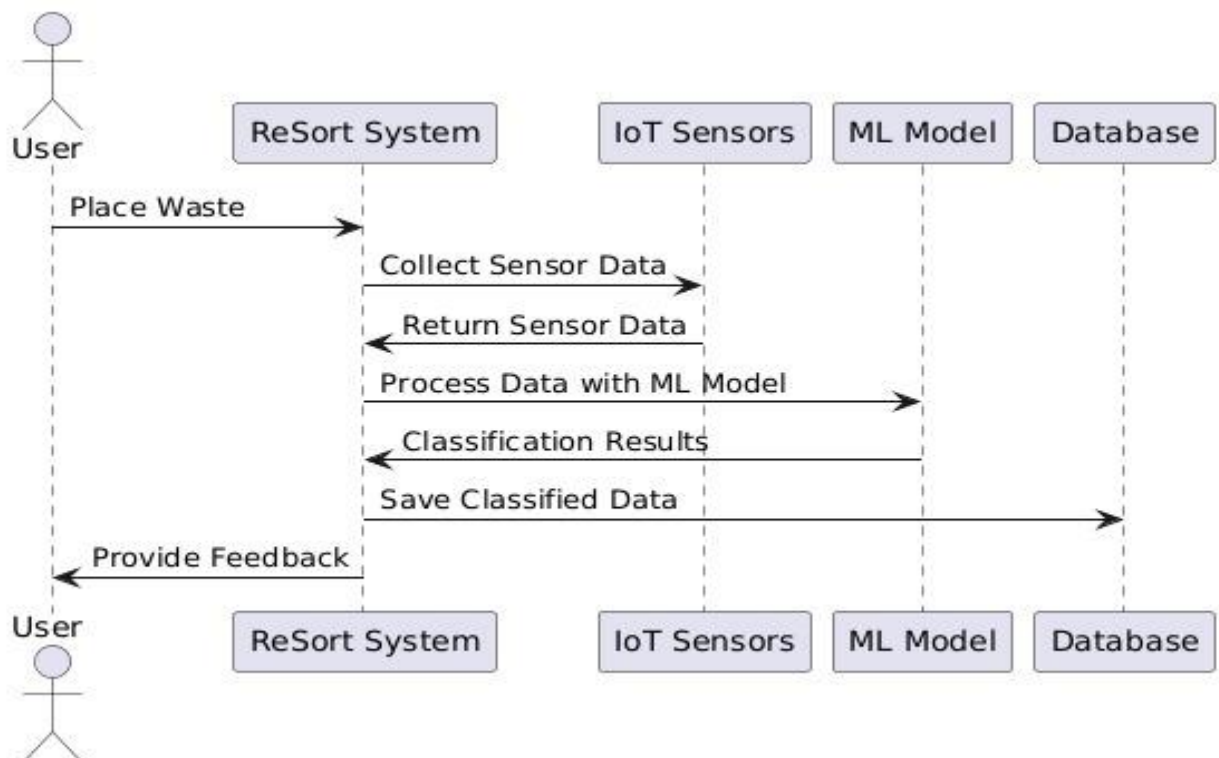 User
ReSort System
IoT Sensors
ML Model
Database
Place Waste
Collect Sensor Data
Return Sensor Data
Process Data with ML Model
Classification Results
Save Classified Data
Provide Feedback
User
ReSort System
IoT Sensors
ML Model
Database